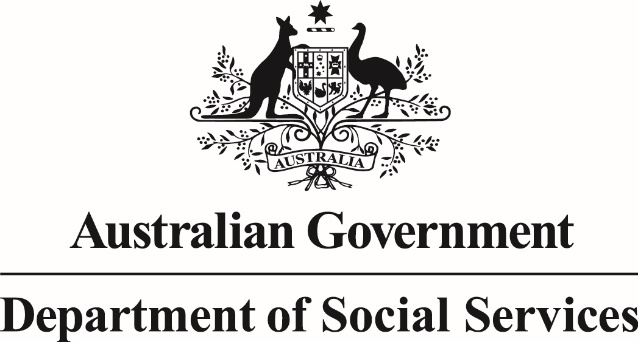 AUSTRALIA
Australian Government
Department of Social Services